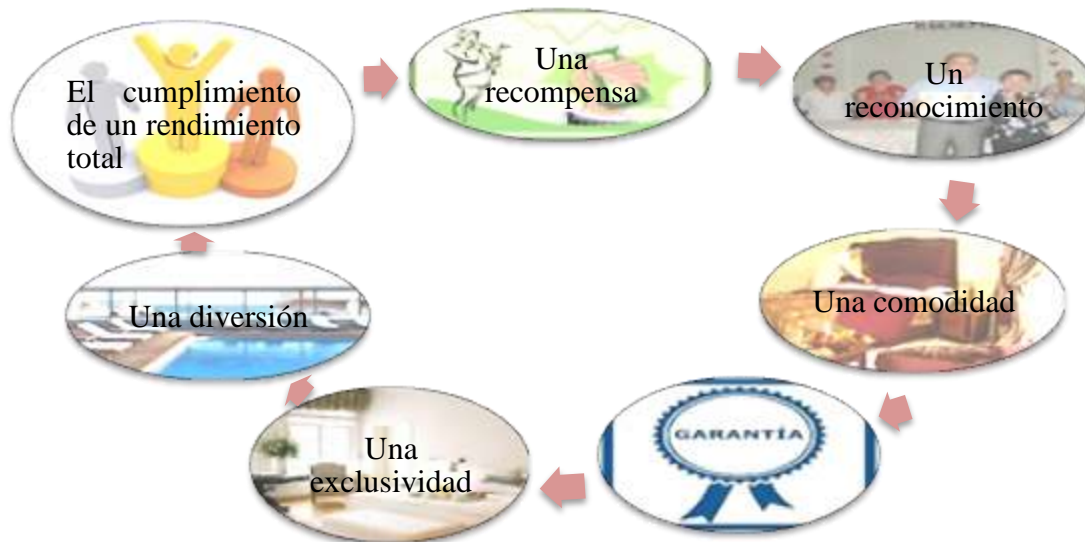 El cumplimiento
de un rendimiento
total
Una
recompensa
Un
reconocimiento
Una comodidad
GARANTÍA
Una
exclusividad
Una diversión